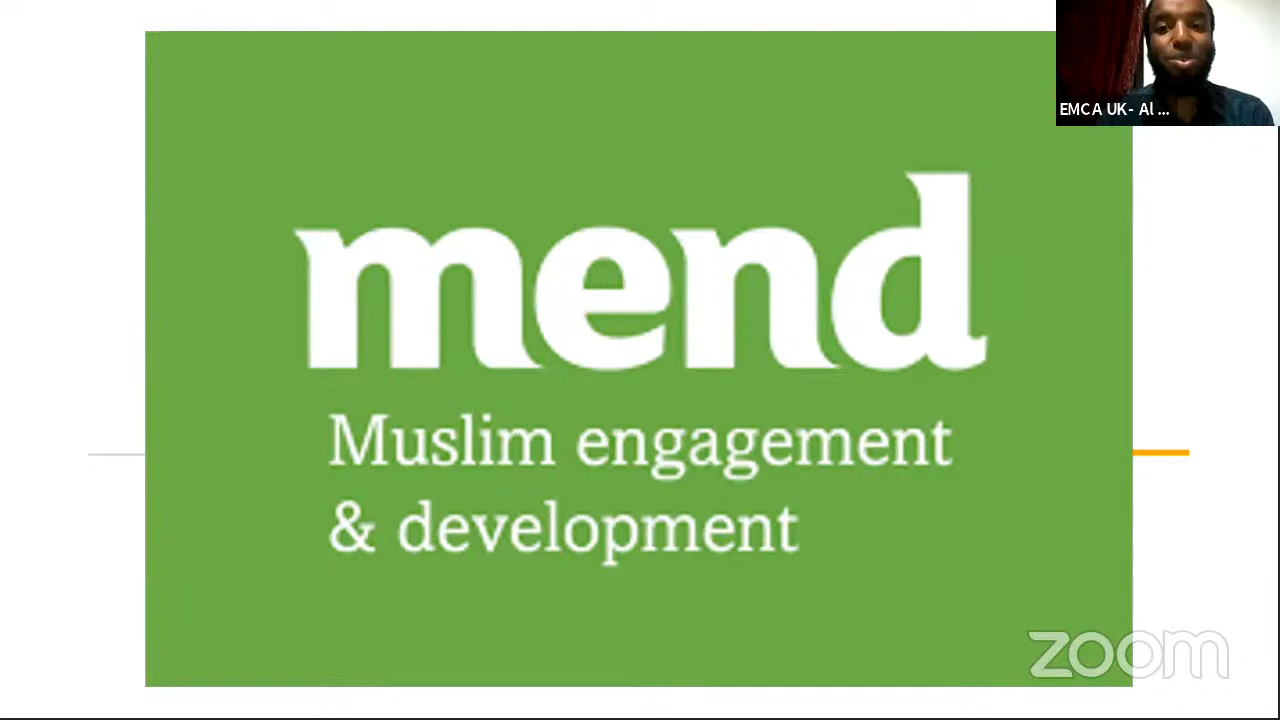 EMCA UK- Al ...
mend
Muslim engagement
& development
zoom